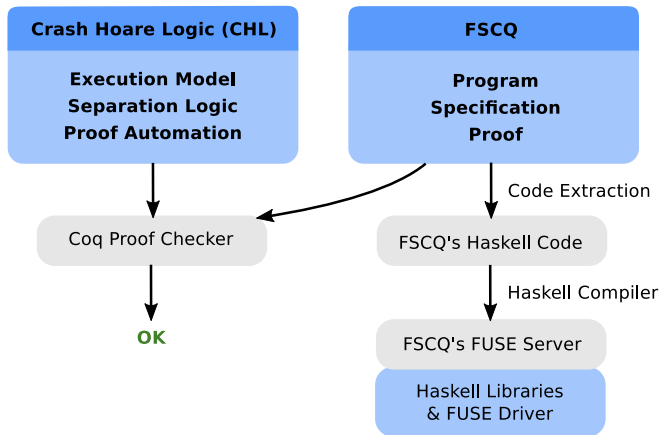 Crash Hoare Logic (CHL)
Execution Model
Separation Logic
Proof Automation
FSCQ
Program
Specification
Proof
Code Extraction
Coq Proof Checker
FSCQ's Haskell Code
Haskell Compiler
OK
FSCQ's FUSE Server
Haskell Libraries
& FUSE Driver